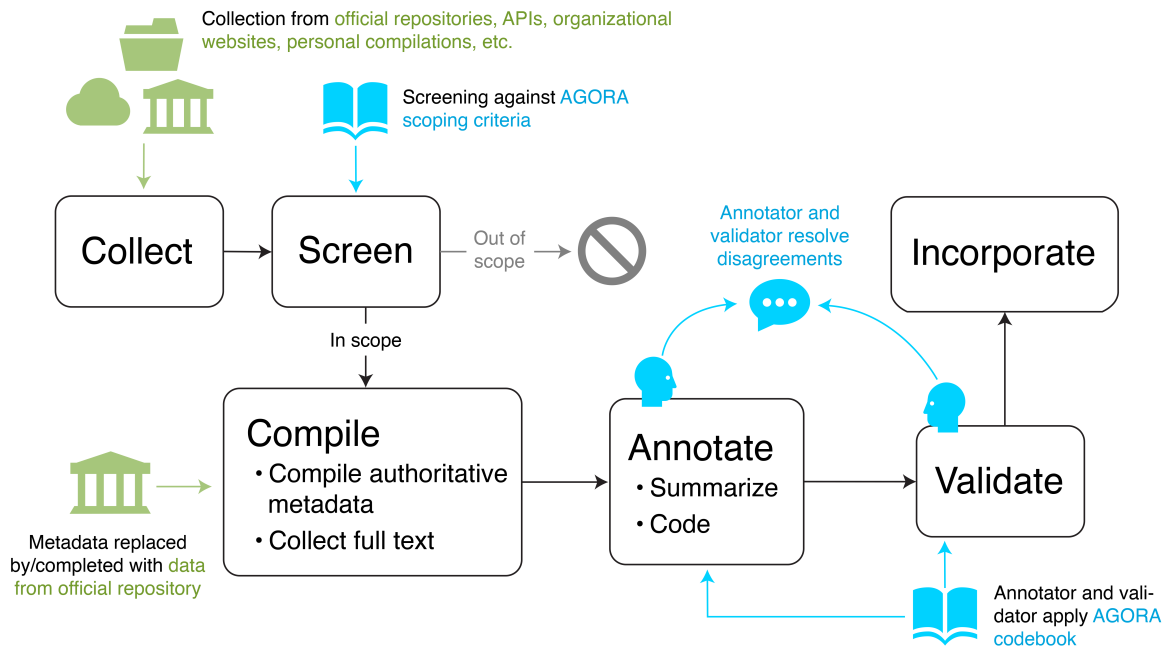 Collection from official repositories, APIs, organizational
websites, personal compilations, etc.
Screening against AGORA
scoping criteria
Collect
Screen
Out of
scope
Annotator and
validator resolve
disagreements
Incorporate
In scope
Compile
• Compile authoritative
metadata
• Collect full text
Annotate
• Summarize
• Code
Validate
Metadata replaced
by/completed with data
from official repository
Annotator and vali-
dator apply AGORA
codebook